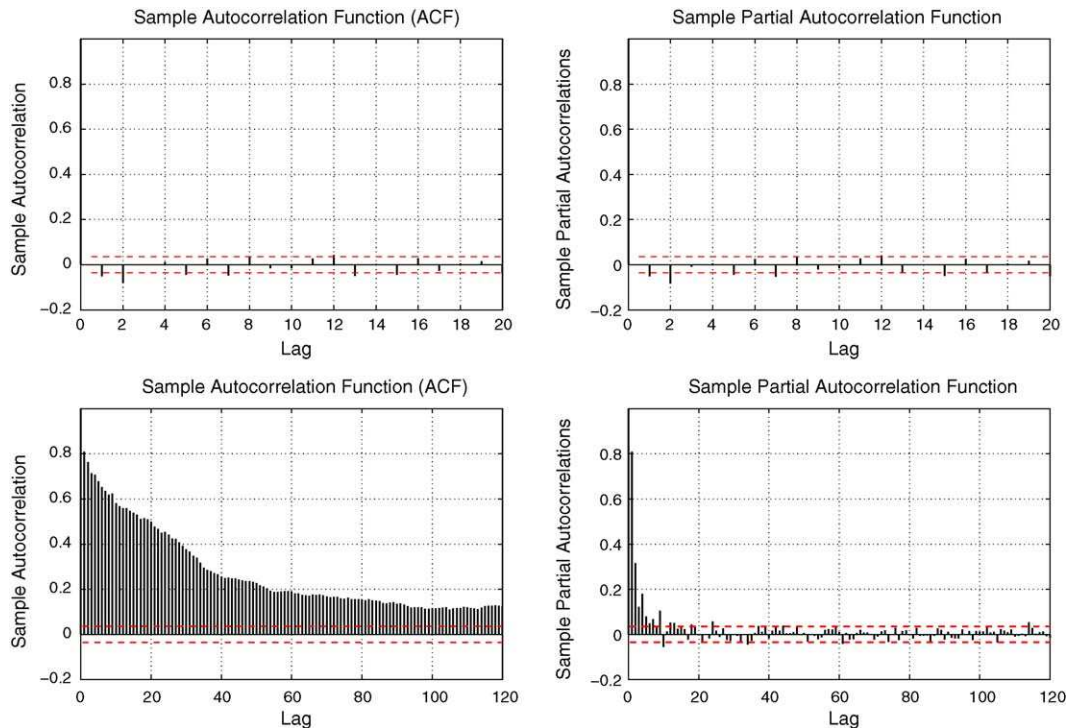 Sample Autocorrelation Function (ACF)
Sample Autocorrelation
0.8
0.6
0.4
0.2
0
−0.2
0 2 4 6 8 10 12 14 16 18 20
Lag
Sample Partial Autocorrelation Function
Sample Partial Autocorrelations
0.8
0.6
0.4
0.2
0
−0.2
0 2 4 6 8 10 12 14 16 18 20
Lag
Sample Autocorrelation Function (ACF)
Sample Autocorrelation
0.8
0.6
0.4
0.2
0
−0.2
0 20 40 60 80 100 120
Lag
Sample Partial Autocorrelation Function
Sample Partial Autocorrelations
0.8
0.6
0.4
0.2
0
−0.2
0 20 40 60 80 100 120
Lag